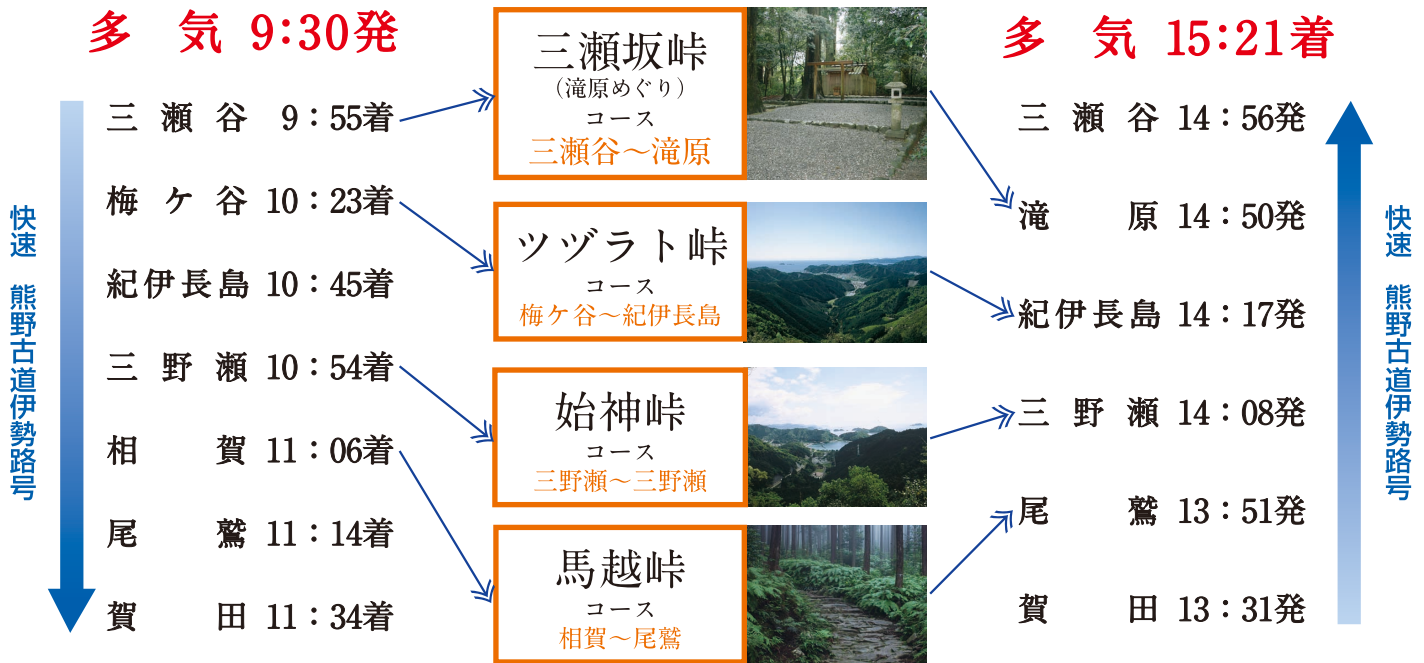 多気 9:30発
三瀬谷 9：55着
梅ケ谷 10：23着
紀伊長島 10：45着
三野瀬 10：54着
相賀 11：06着
尾鷲 11：14着
賀田 11：34着
快速 熊野古道伊勢路号
三瀬坂峠
（滝原めぐり）
コース
三瀬谷～滝原
ツヅラト峠
コース
梅ケ谷～紀伊長島
始神峠
コース
三野瀬～三野瀬
馬越峠
コース
相賀～尾鷲
多気 15:21着
三瀬谷 14：56発
滝原 14：50発
紀伊長島 14：17発
三野瀬 14：08発
尾鷲 13：51発
賀田 13：31発
快速 熊野古道伊勢路号